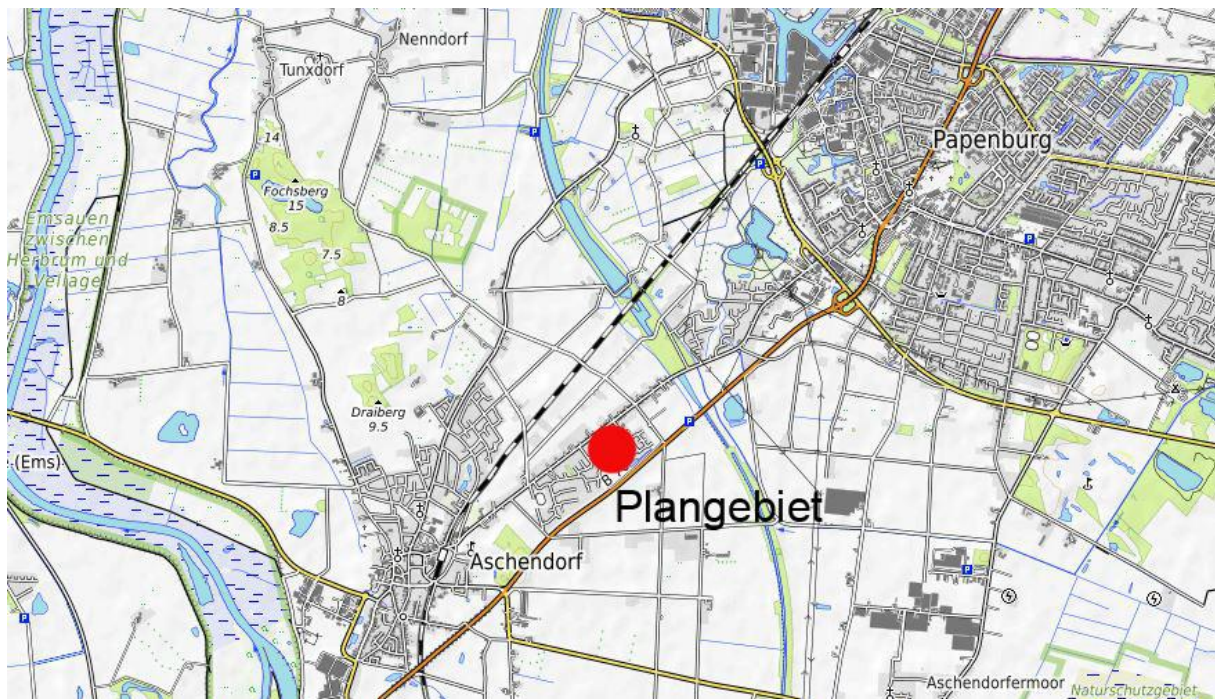 Nenndorf
Tunxdorf
14
Papenburg
Fochsberg
15
Emsauen
zwischen
Herbrum und
Vellage
8.5
7.5
8
Draiberg
9.5
(Ems)
B
Plangebiet
Aschendorf
Aschendorfermoor
Naturschutzgebiet
P
P
P
P
P
P
P